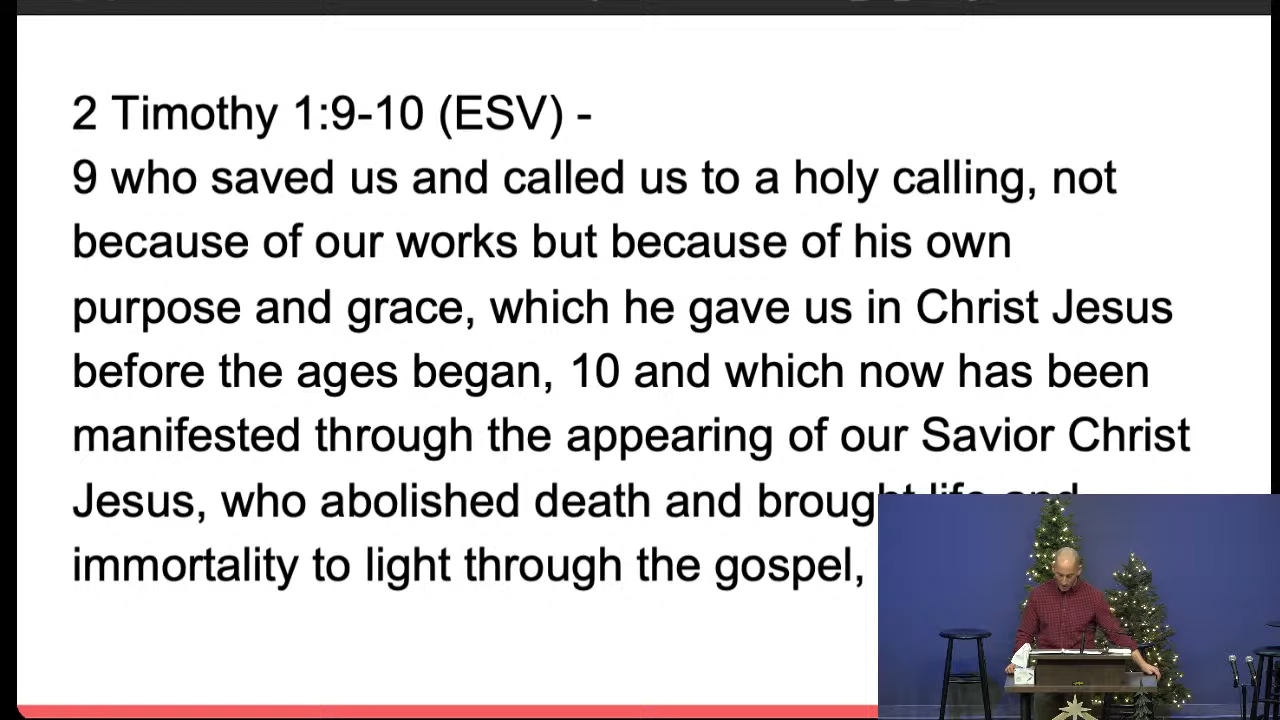 2 Timothy 1:9-10 (ESV) -
9 who saved us and called us to a holy calling, not
because of our works but because of his own
purpose and grace, which he gave us in Christ Jesus
before the ages began, 10 and which now has been
manifested through the appearing of our Savior Christ
Jesus, who abolished death and brought life and
immortality to light through the gospel,